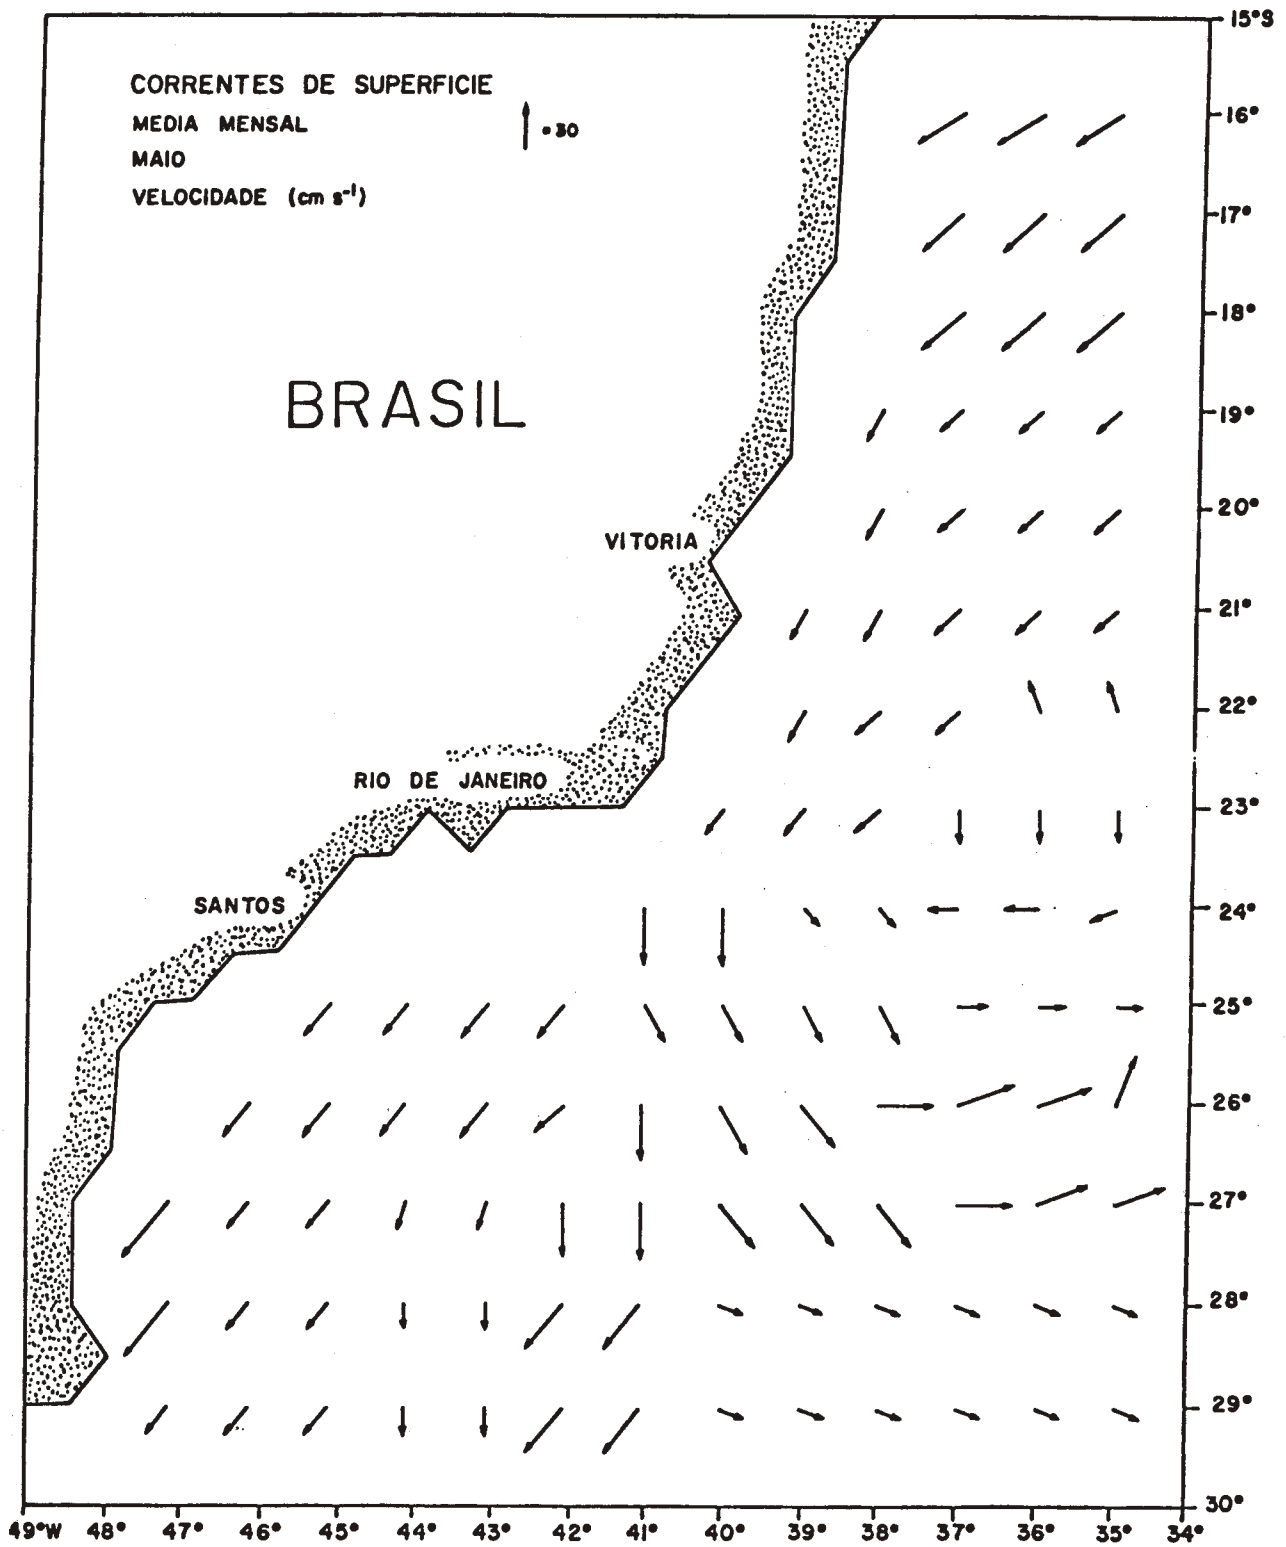 15°S
CORRENTES DE SUPERFICIE
MEDIA MENSAL
= 30
MAIO
VELOCIDADE (cm s⁻¹)
16°
17°
18°
BRASIL
19°
20°
VITORIA
21°
22°
RIO DE JANEIRO
23°
SANTOS
24°
25°
26°
27°
28°
29°
30°
49°W 48° 47° 46° 45° 44° 43° 42° 41° 40° 39° 38° 37° 36° 35° 34°